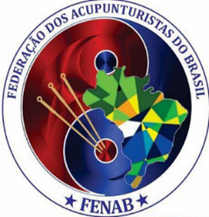 FEDERAÇÃO DOS ACUPUNTURISTAS DO BRASIL
★ FENAB ★